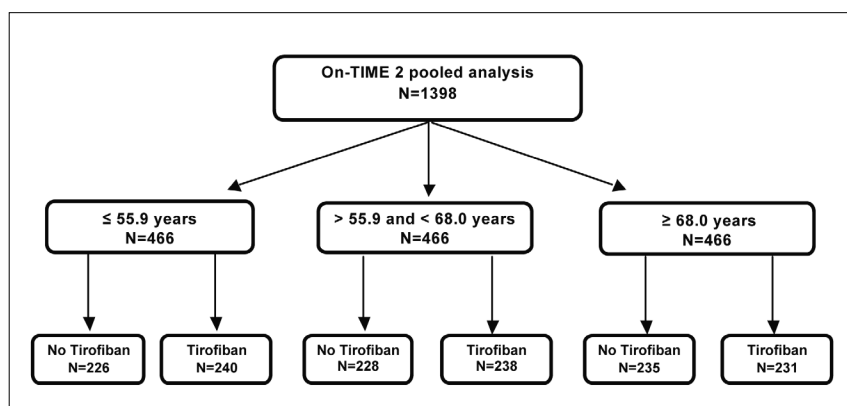 On-TIME 2 pooled analysis
N=1398
≤ 55.9 years
N=466
> 55.9 and < 68.0 years
N=466
≥ 68.0 years
N=466
No Tirofiban
N=226
Tirofiban
N=240
No Tirofiban
N=228
Tirofiban
N=238
No Tirofiban
N=235
Tirofiban
N=231